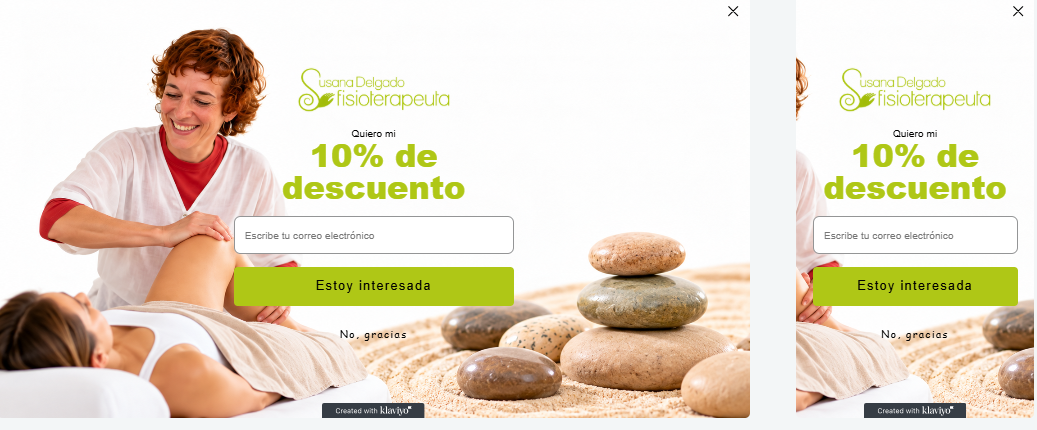 Susana Delgado
fisioterapeuta
Quiero mi
10% de
descuento
Escribe tu correo electrónico
Estoy interesada
No, gracias
Created with klaviyo
Susana Delgado
fisioterapeuta
Quiero mi
10% de
descuento
Escribe tu correo electrónico
Estoy interesada
No, gracias
Created with klaviyo